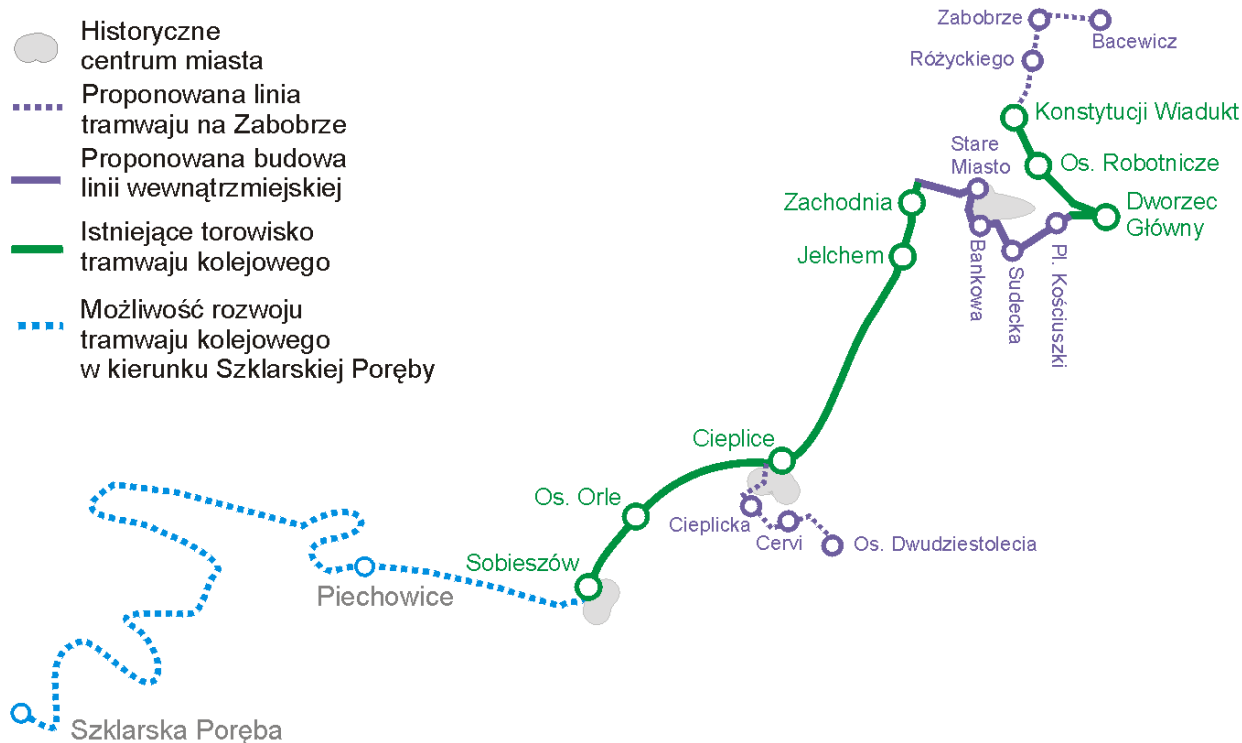 Historyczne
centrum miasta
Proponowana linia
tramwaju na Zabobrze
Proponowana budowa
linii wewnątrzmiejskiej
Istniejące torowisko
tramwaju kolejowego
Możliwość rozwoju
tramwaju kolejowego
w kierunku Szklarskiej Poręby
Zabobrze
Bacewicz
Różyckiego
Konstytucji Wiadukt
Stare
Miasto
Os. Robotnicze
Zachodnia
Dworzec
Główny
Jelchem
Bankowa
Sudecka
Pl. Kościuszki
Cieplice
Os. Orle
Cieplicka
Cervi
Os. Dwudziestolecia
Sobieszów
Piechowice
Szklarska Poręba